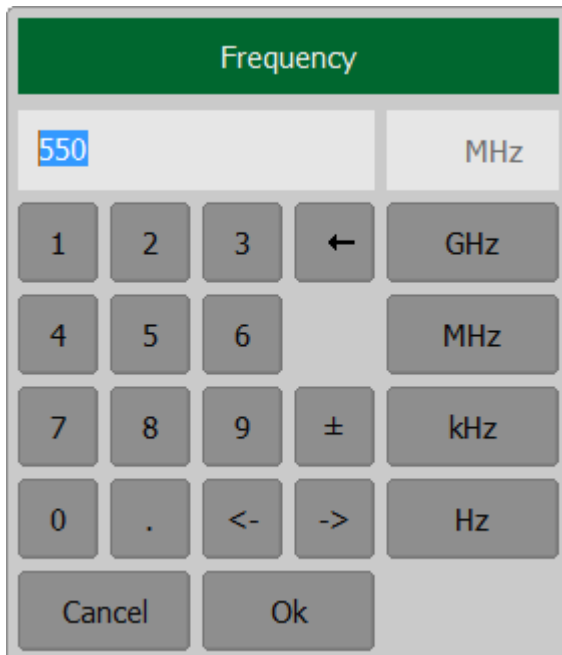 Frequency
550 MHz
1 2 3 ← GHz
4 5 6 MHz
7 8 9 ± kHz
0 . <- -> Hz
Cancel Ok